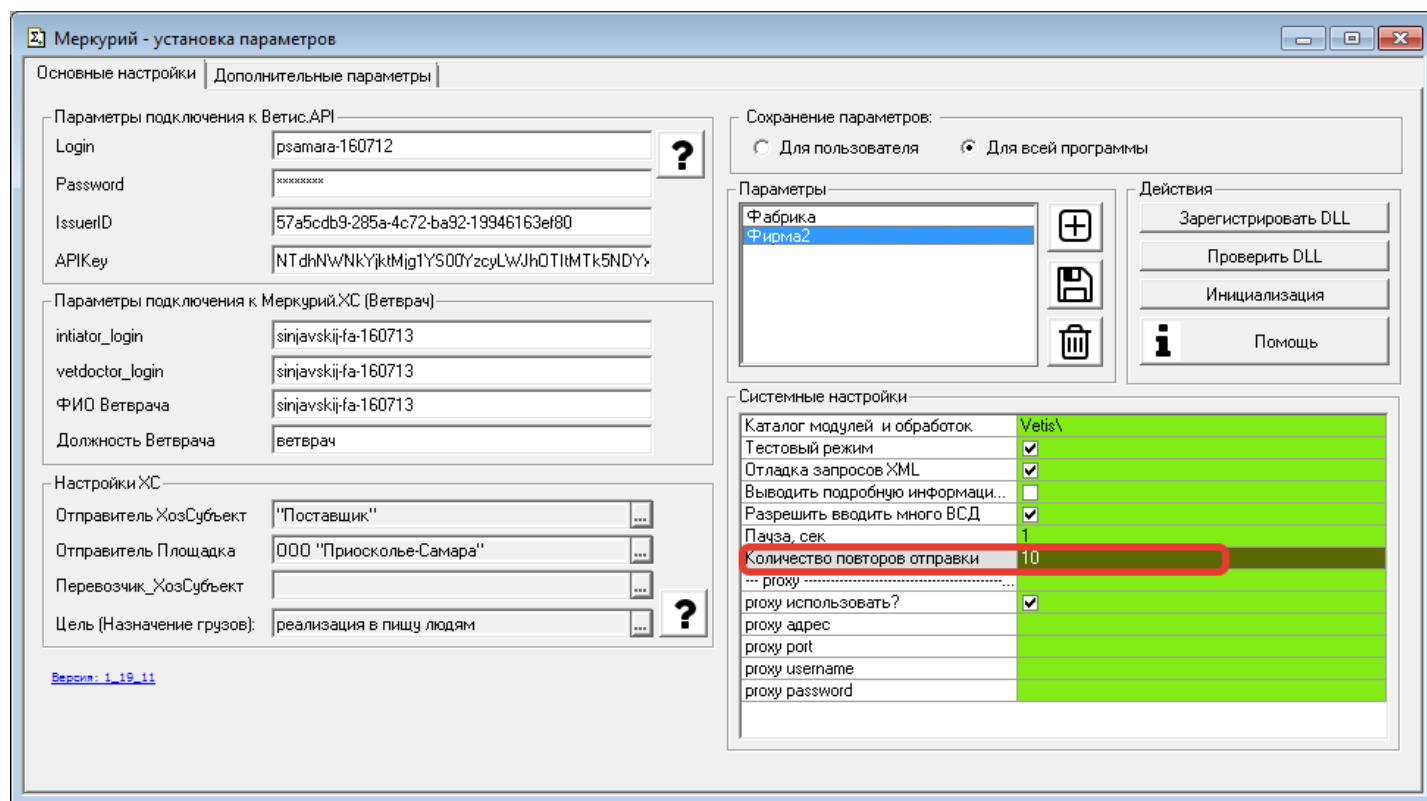 Меркурий - установка параметров
Основные настройки
Дополнительные параметры
Параметры подключения к Ветис.API
Login psamara-160712
?
Password ********
IssuerID 57a5cdb9-285a-4c72-ba92-19946163ef80
APIKey NTdhNWNkYjktMjg1YS00YzcyLWJhOTItMTk5NDYx
Параметры подключения к Меркурий.ХС (Ветврач)
intiator_login sinjavskij-fa-160713
vetdoctor_login sinjavskij-fa-160713
ФИО Ветврача sinjavskij-fa-160713
Должность Ветврача ветврач
Настройки ХС
Отправитель ХозСубъект "Поставщик" ...
Отправитель Площадка ООО "Приосколье-Самара" ...
Перевозчик_ХозСубъект ...
?
Цель (Назначение грузов): реализация в пищу людям ...
Версия: 1_19_11
Сохранение параметров:
Для пользователя Для всей программы
Параметры
Фабрика
Фирма2
Действия
Зарегистрировать DLL
Проверить DLL
Инициализация
i Помощь
Системные настройки
Каталог модулей и обработок Vetis\
Тестовый режим
Отладка запросов XML
Выводить подробную информаци...
Разрешить вводить много ВСД
Пауза, сек 1
Количество повторов отправки 10
--- proxy ---------------------------------------------...
proxy использовать?
proxy адрес
proxy port
proxy username
proxy password